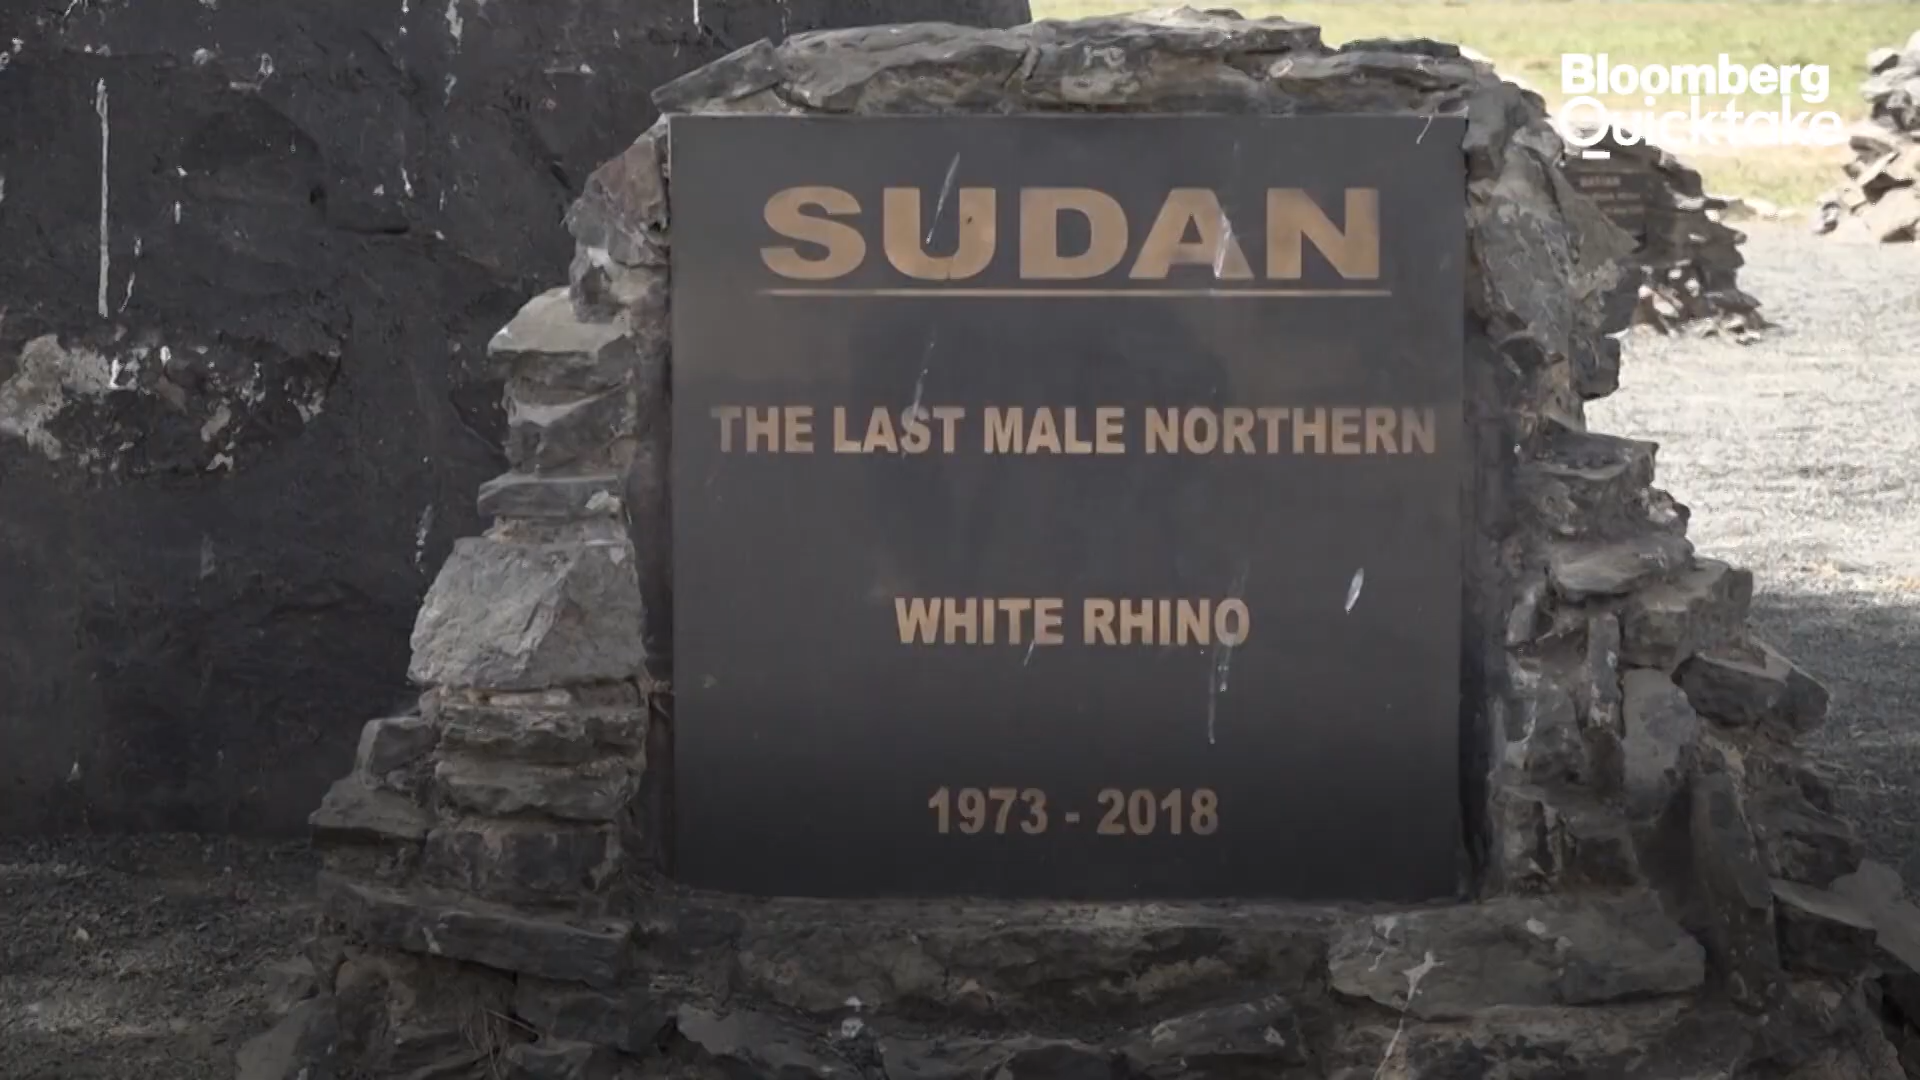 Bloomberg
Quicktake
SUDAN
THE LAST MALE NORTHERN
WHITE RHINO
1973 - 2018